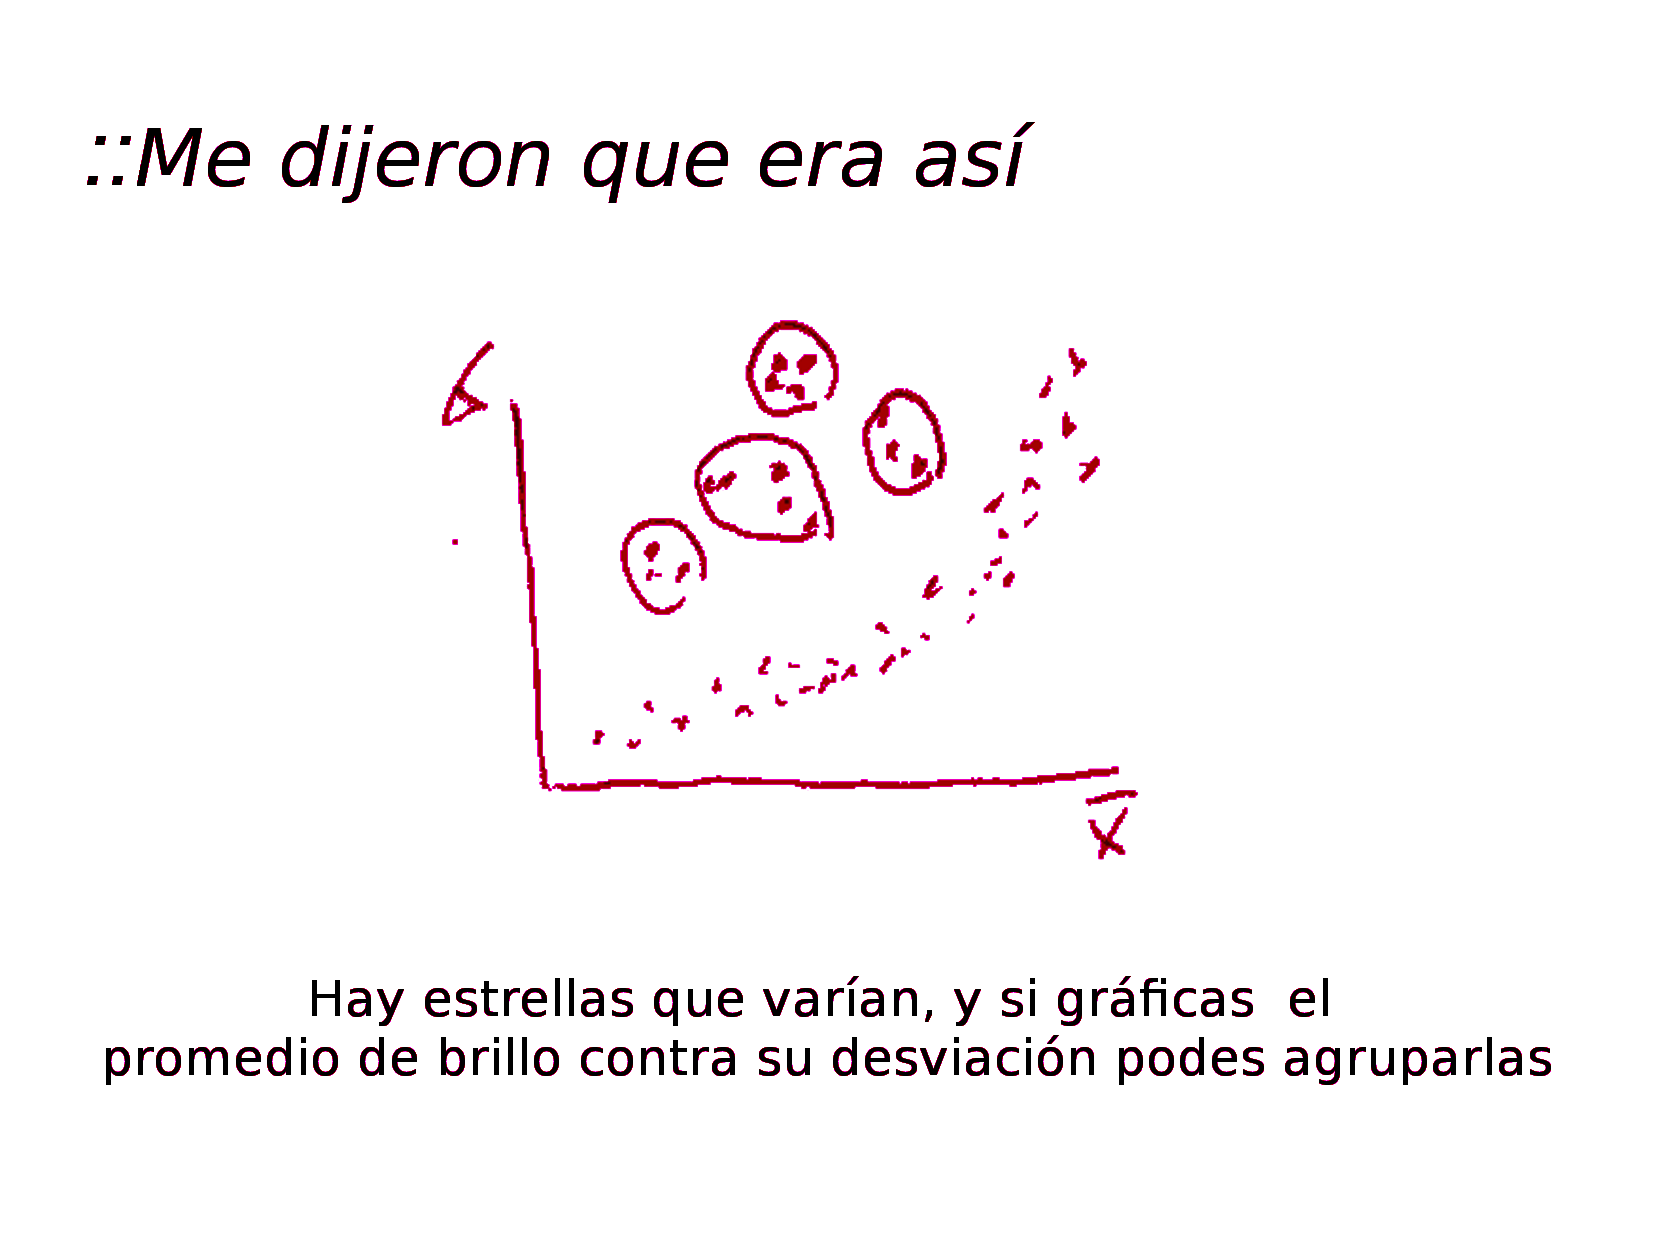 ::Me dijeron que era así
σ
x̄
Hay estrellas que varían, y si gráficas el
promedio de brillo contra su desviación podes agruparlas